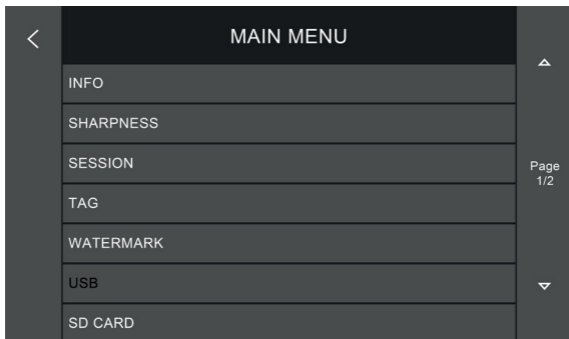 MAIN MENU
INFO
SHARPNESS
SESSION
Page
1/2
TAG
WATERMARK
USB
SD CARD